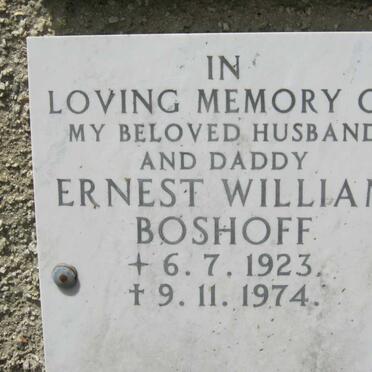 IN
LOVING MEMORY O
MY BELOVED HUSBAND
AND DADDY
ERNEST WILLIAM
BOSHOFF
+ 6. 7. 1923.
† 9. 11. 1974.